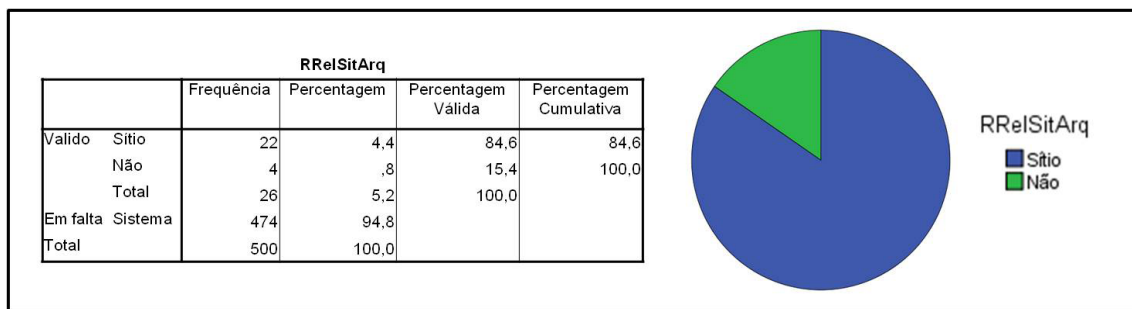 RRelSitArq
Frequência Percentagem Percentagem Válida Percentagem Cumulativa
Valido Sítio 22 4,4 84,6 84,6
Não 4 ,8 15,4 100,0
Total 26 5,2 100,0
Em falta Sistema 474 94,8
Total 500 100,0
RRelSitArq
Sítio
Não